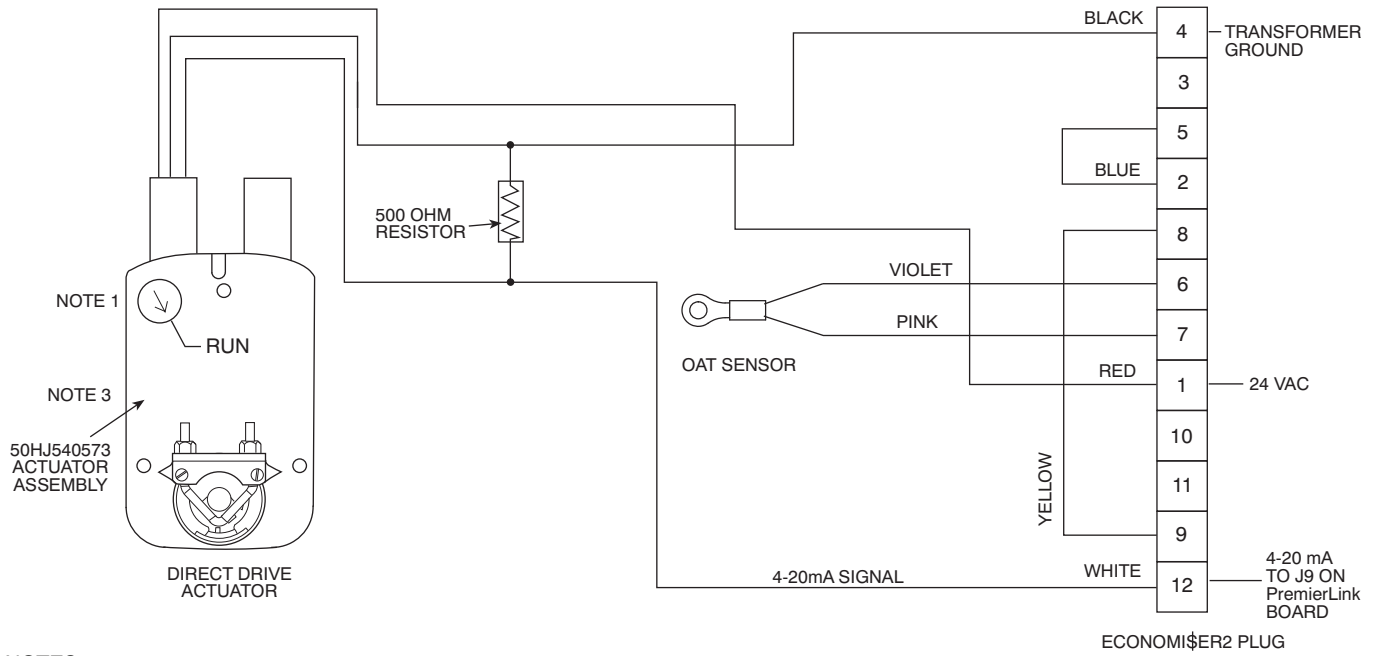 BLACK
4
TRANSFORMER
GROUND
3
5
BLUE
2
500 OHM
RESISTOR
8
VIOLET
6
NOTE 1
PINK
7
RUN
OAT SENSOR
RED
1
24 VAC
NOTE 3
10
50HJ540573
ACTUATOR
ASSEMBLY
YELLOW
11
9
DIRECT DRIVE
ACTUATOR
4-20mA SIGNAL
WHITE
12
4-20 mA
TO J9 ON
PremierLink
BOARD
ECONOMI$ER2 PLUG